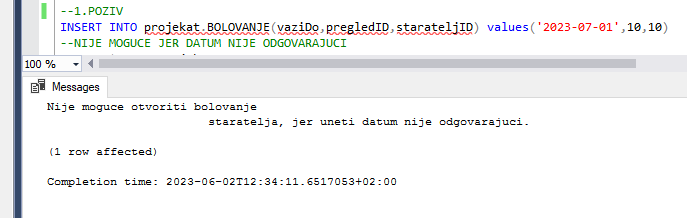 --1.POZIV
INSERT INTO projekat.BOLOVANJE(vaziDo,pregledID,starateljID) values('2023-07-01',10,10)
--NIJE MOGUCE JER DATUM NIJE ODGOVARAJUCI
100 %
Messages
Nije moguce otvoriti bolovanje
staratelja, jer uneti datum nije odgovarajuci.
(1 row affected)
Completion time: 2023-06-02T12:34:11.6517053+02:00